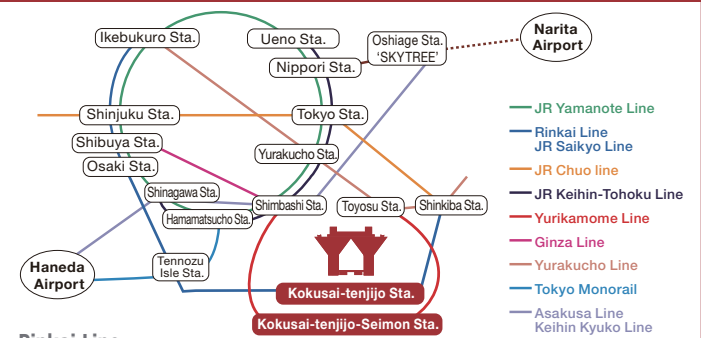 Ikebukuro Sta.
Ueno Sta.
Oshiage Sta.
'SKYTREE'
Narita
Airport
Nippori Sta.
Shinjuku Sta.
Tokyo Sta.
Shibuya Sta.
Osaki Sta.
Yurakucho Sta.
Shinagawa Sta.
Hamamatsucho Sta.
Shimbashi Sta.
Toyosu Sta.
Shinkiba Sta.
Haneda
Airport
Tennozu
Isle Sta.
Kokusai-tenjijo Sta.
Kokusai-tenjijo-Seimon Sta.
JR Yamanote Line
Rinkai Line
JR Saikyo Line
JR Chuo line
JR Keihin-Tohoku Line
Yurikamome Line
Ginza Line
Yurakucho Line
Tokyo Monorail
Asakusa Line
Keihin Kyuko Line
Rinkai Line